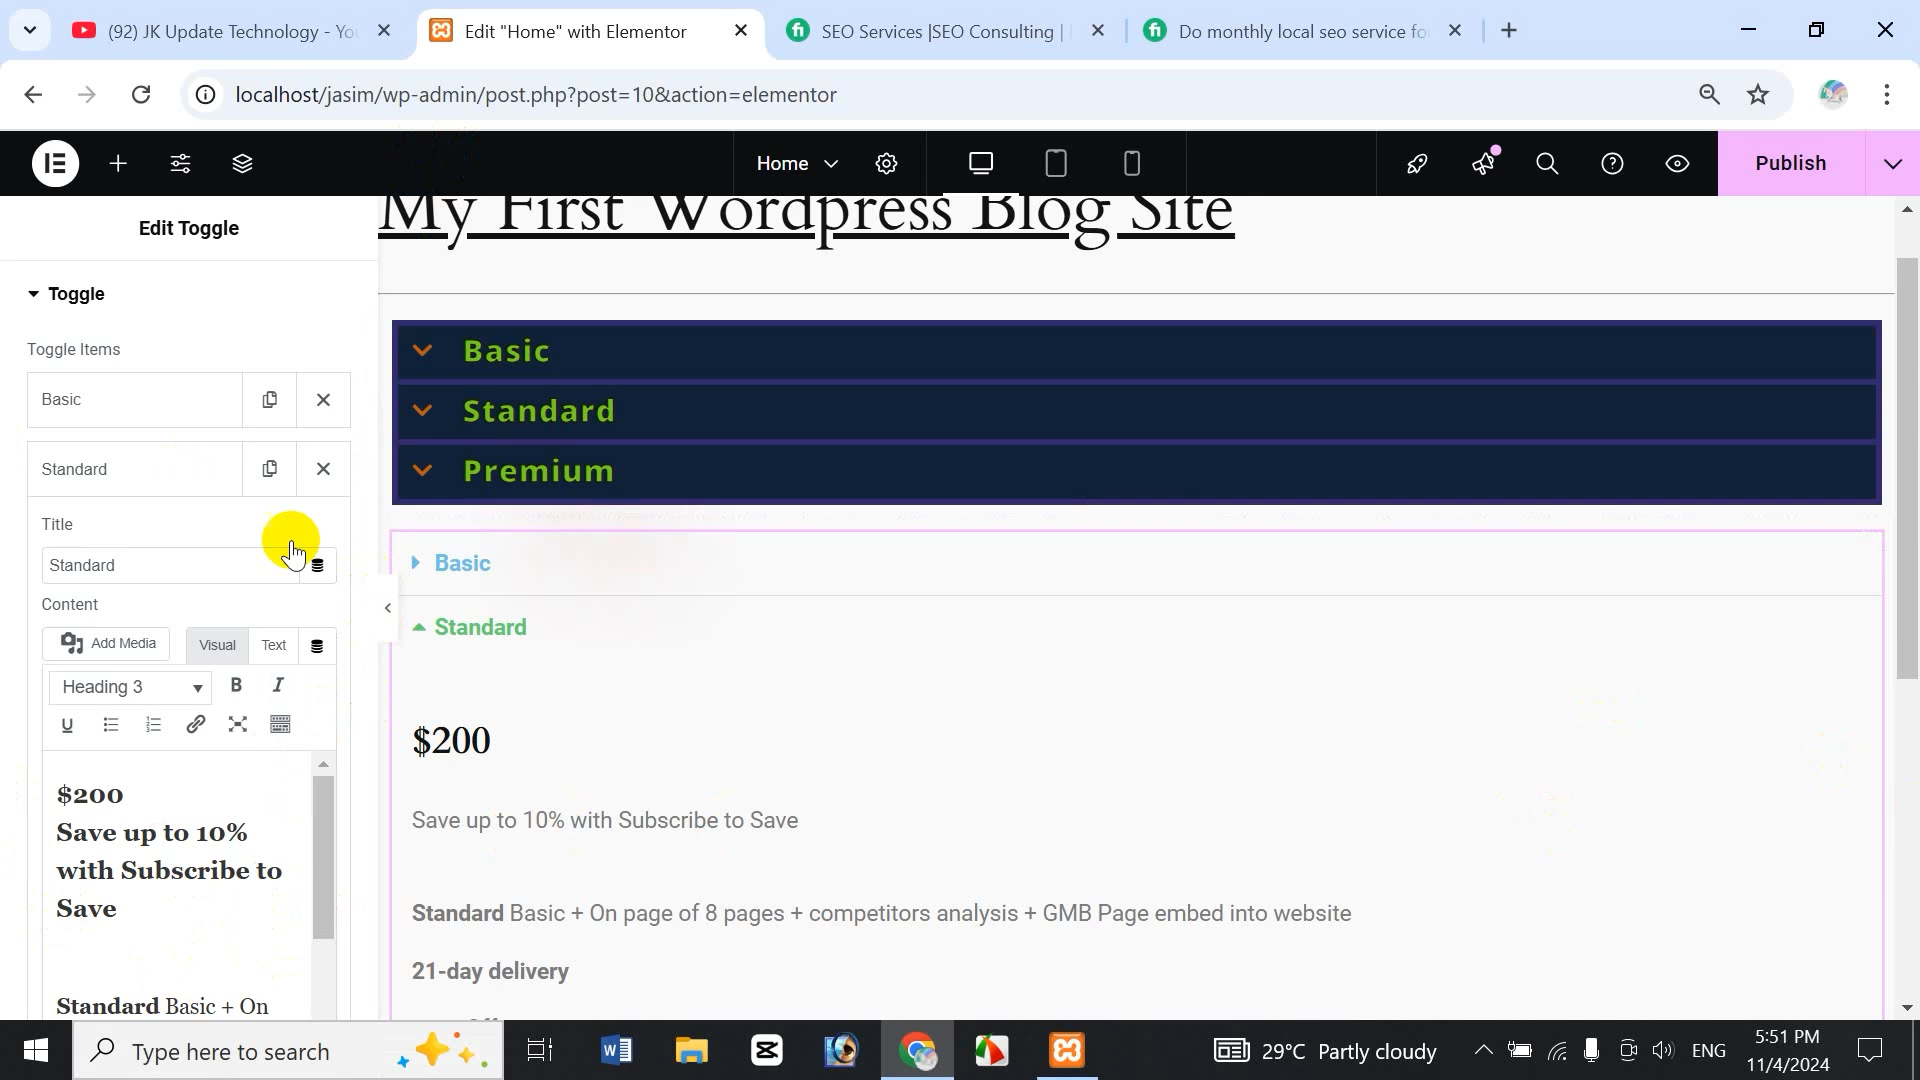 (92) JK Update Technology - Yo
Edit "Home" with Elementor
SEO Services |SEO Consulting |
Do monthly local seo service fo
localhost/jasim/wp-admin/post.php?post=10&action=elementor
Home
Publish
Edit Toggle
Toggle
Toggle Items
Basic
Standard
Title
Standard
Content
Add Media
Visual
Text
Heading 3
B
I
U
$200
Save up to 10%
with Subscribe to
Save
Standard Basic + On
My First Wordpress Blog Site
Basic
Standard
Premium
Basic
Standard
$200
Save up to 10% with Subscribe to Save
Standard Basic + On page of 8 pages + competitors analysis + GMB Page embed into website
21-day delivery
Type here to search
29°C Partly cloudy
ENG
5:51 PM
11/4/2024